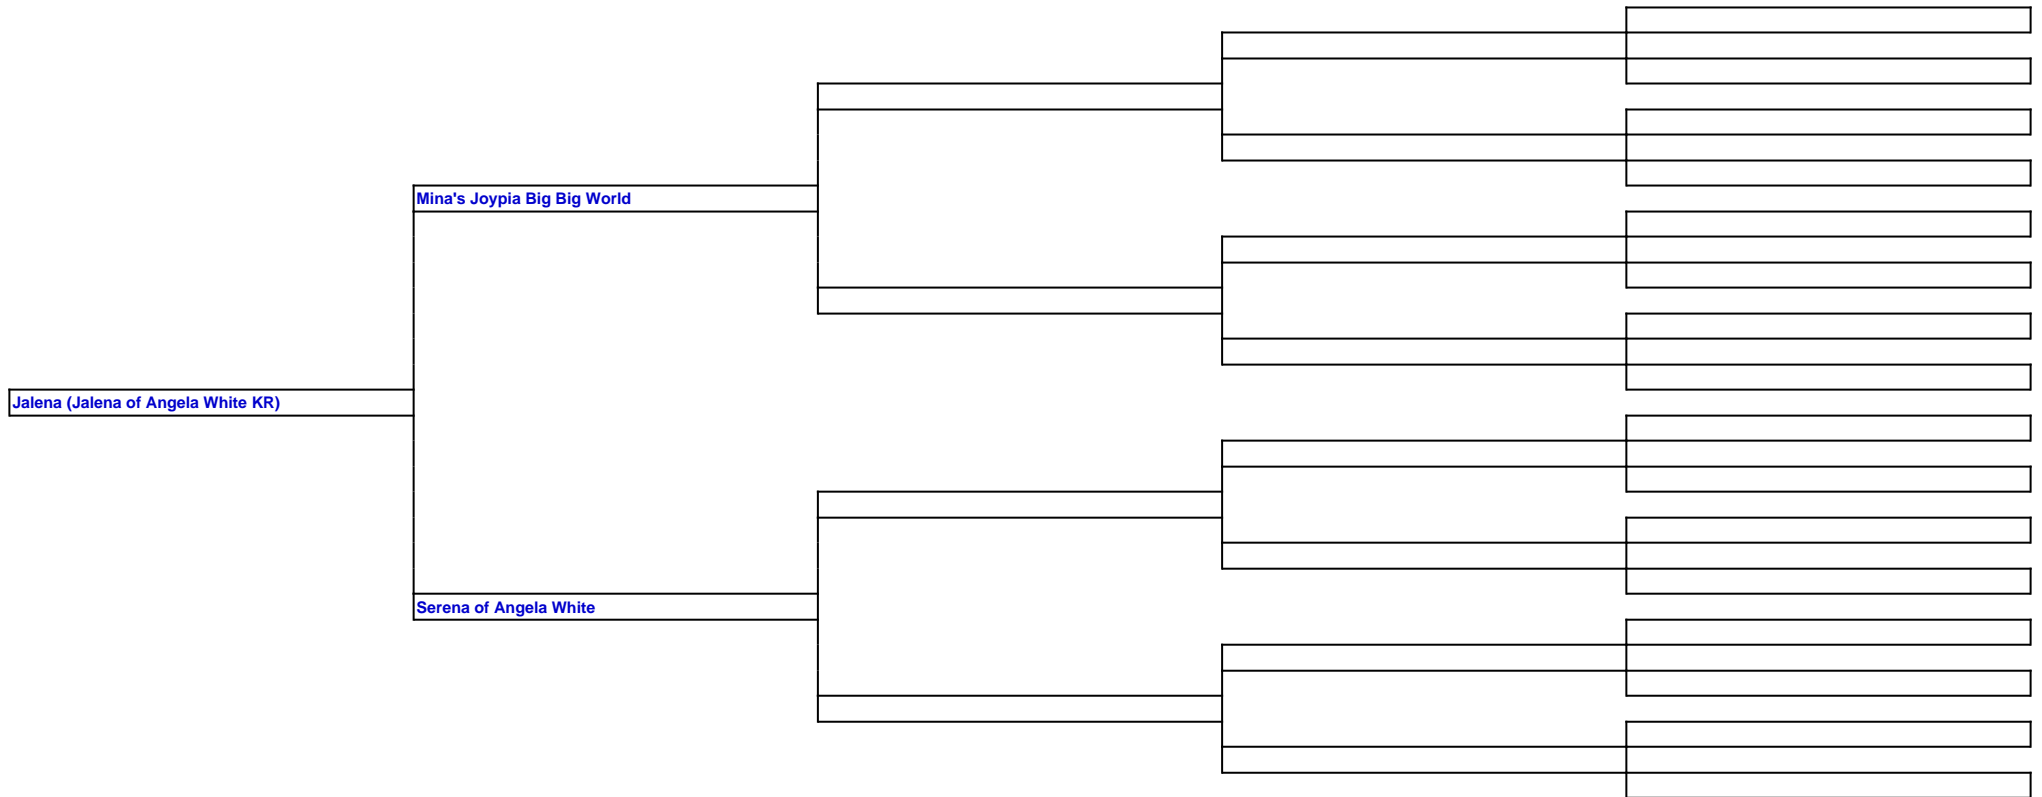 Mina's Joypia Big Big World
Jalena (Jalena of Angela White KR)
Serena of Angela White